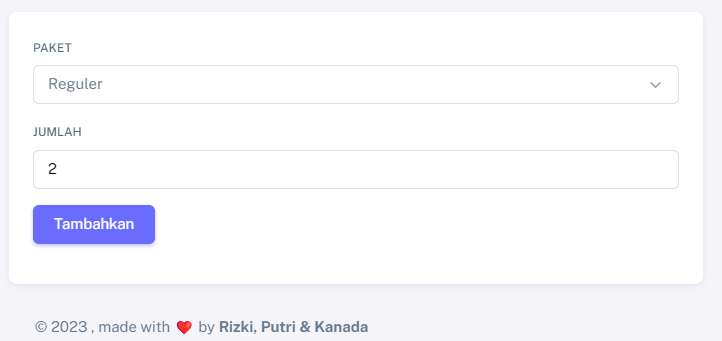 PAKET
Reguler
JUMLAH
2
Tambahkan
© 2023 , made with ❤️ by Rizki, Putri & Kanada